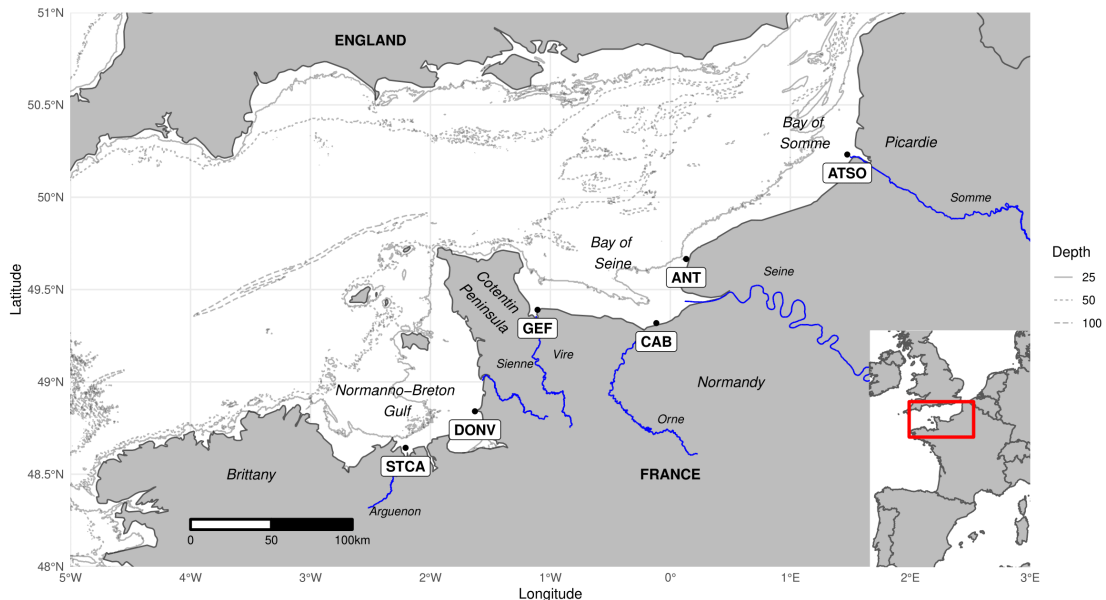 51°N
50.5°N
50°N
49.5°N
49°N
48.5°N
48°N
Latitude
ENGLAND
Bay of
Somme
Picardie
ATSO
Somme
Bay of
Seine
ANT
Seine
Cotentin
Peninsula
GEF
CAB
Sienne
Vire
Normanno−Breton
Gulf
Normandy
DONV
Orne
STCA
Brittany
FRANCE
Arguenon
0
50
100km
5°W
4°W
3°W
2°W
1°W
0°
1°E
2°E
3°E
Longitude
Depth
25
50
100